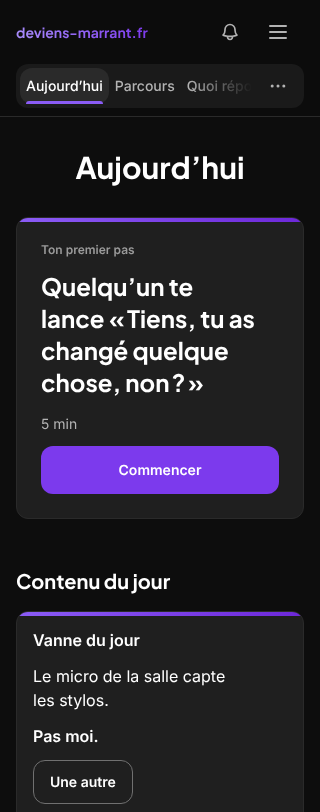 deviens-marrant.fr
Aujourd’hui Parcours Quoi répo
Aujourd’hui
Ton premier pas
Quelqu’un te
lance « Tiens, tu as
changé quelque
chose, non ? »
5 min
Commencer
Contenu du jour
Vanne du jour
Le micro de la salle capte
les stylos.
Pas moi.
Une autre